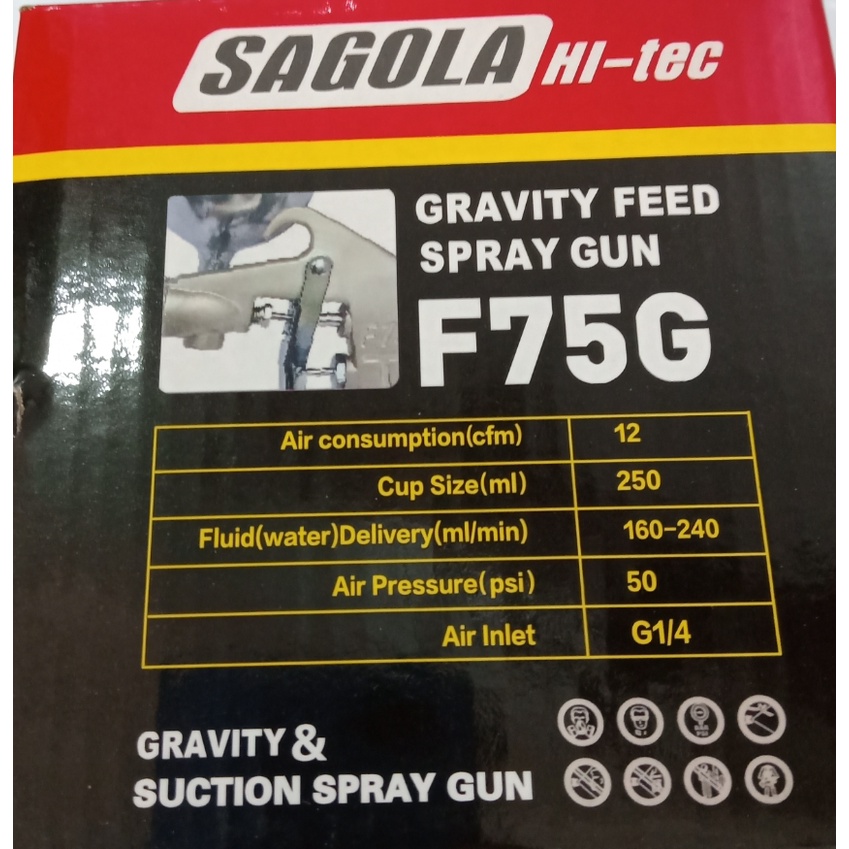 SAGOLA HI-tec
GRAVITY FEED
SPRAY GUN
F75G
Air consumption(cfm) 12
Cup Size(ml) 250
Fluid(water)Delivery(ml/min) 160-240
Air Pressure(psi) 50
Air Inlet G1/4
GRAVITY &
SUCTION SPRAY GUN